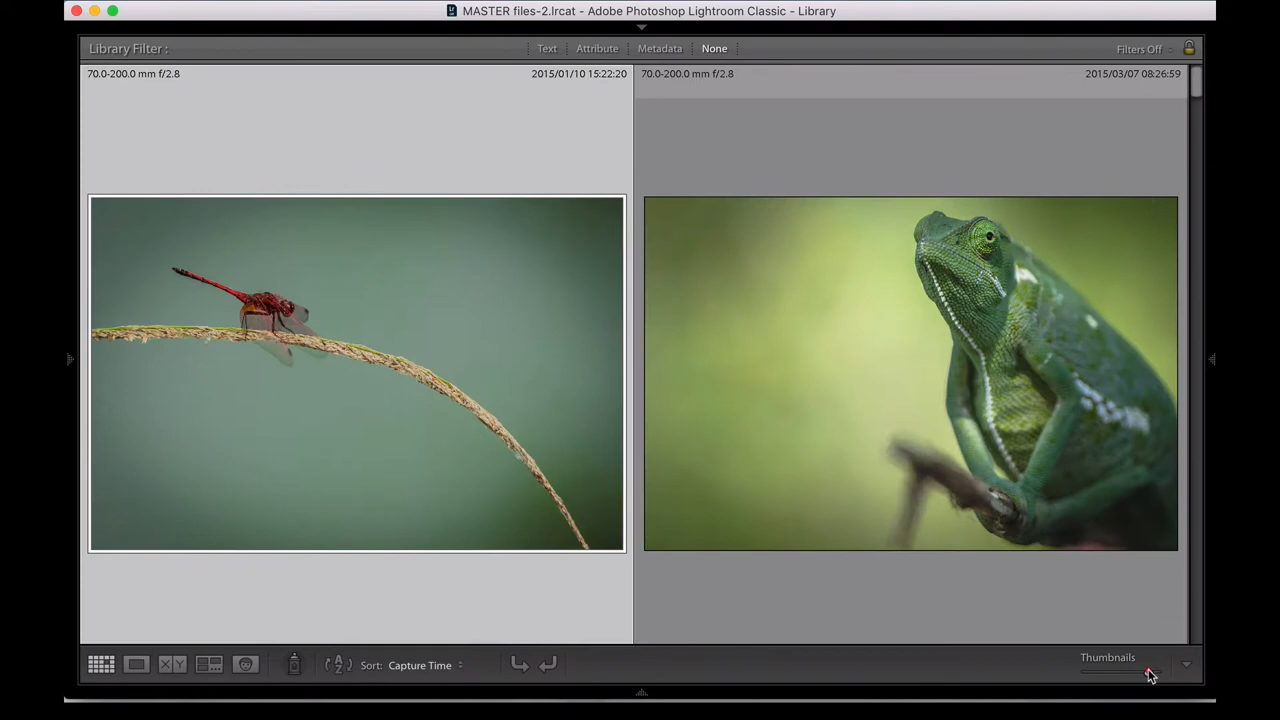 MASTER files-2.lrcat - Adobe Photoshop Lightroom Classic - Library
Library Filter : Text Attribute Metadata None Filters Off
70.0-200.0 mm f/2.8 2015/01/10 15:22:20 70.0-200.0 mm f/2.8 2015/03/07 08:26:59
Thumbnails
X Y Sort: Capture Time